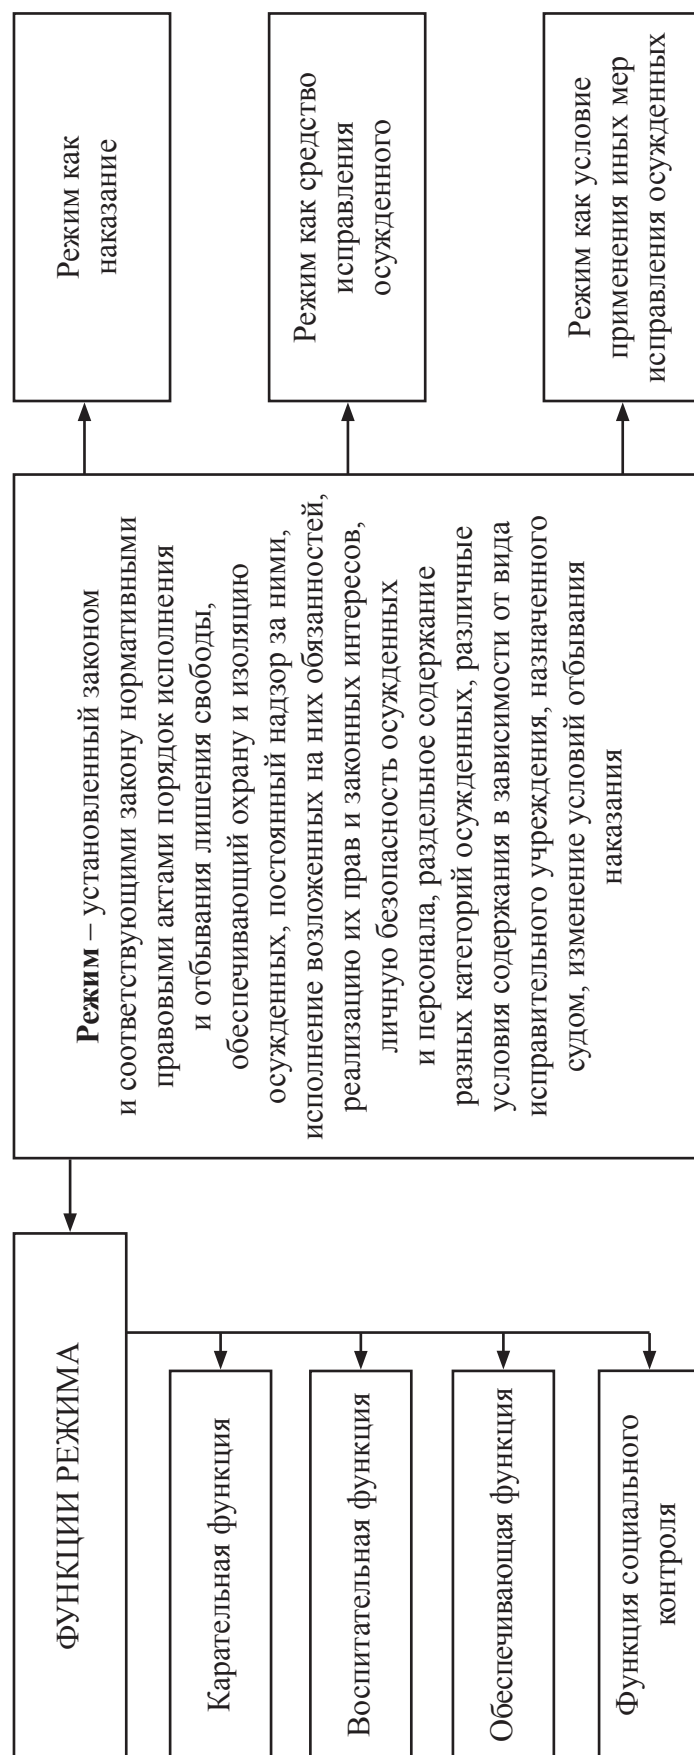 ФУНКЦИИ РЕЖИМА
Карательная функция
Воспитательная функция
Обеспечивающая функция
Функция социального
контроля
Режим – установленный законом
и соответствующими закону нормативными
правовыми актами порядок исполнения
и отбывания лишения свободы,
обеспечивающий охрану и изоляцию
осужденных, постоянный надзор за ними,
исполнение возложенных на них обязанностей,
реализацию их прав и законных интересов,
личную безопасность осужденных
и персонала, раздельное содержание
разных категорий осужденных, различные
условия содержания в зависимости от вида
исправительного учреждения, назначенного
судом, изменение условий отбывания
наказания
Режим как
наказание
Режим как средство
исправления
осужденного
Режим как условие
применения иных мер
исправления осужденных